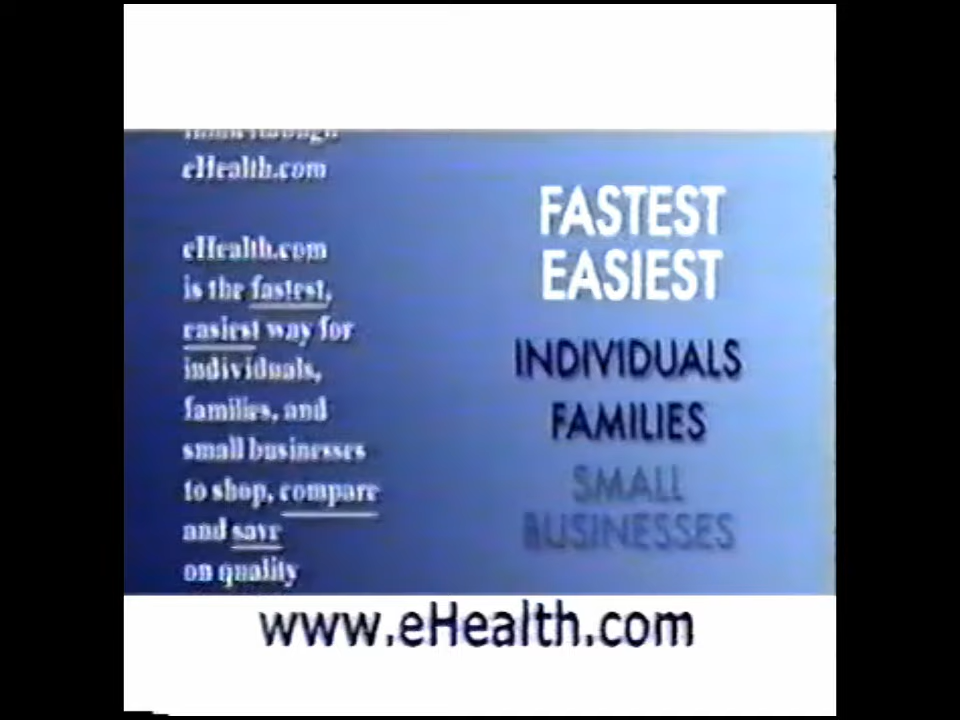 eHealth.com
eHealth.com
is the fastest,
easiest way for
individuals,
families, and
small businesses
to shop, compare
and save
on quality
FASTEST
EASIEST
INDIVIDUALS
FAMILIES
SMALL
BUSINESSES
www.eHealth.com